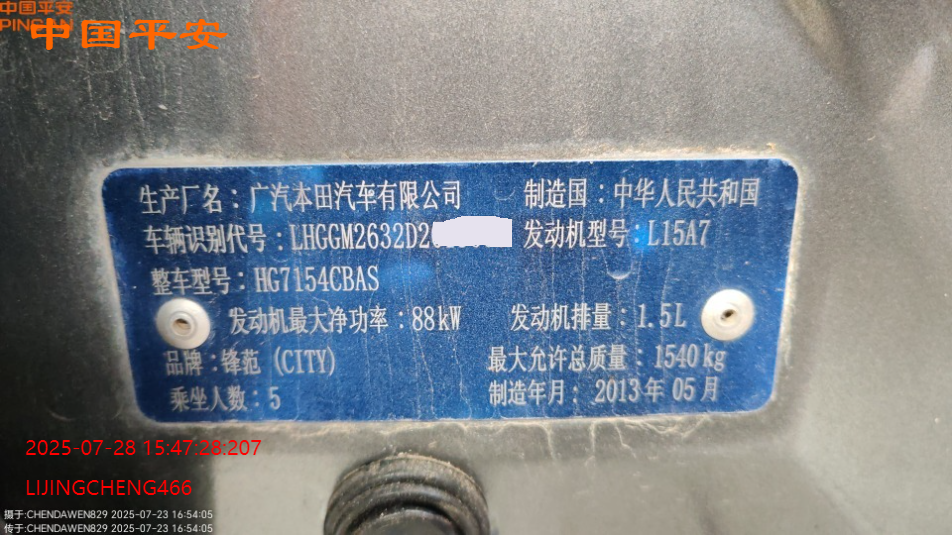 中国平安
PINGAN
中国平安
生产厂名：广汽本田汽车有限公司 制造国：中华人民共和国
车辆识别代号：LHGGM2632D2 发动机型号：L15A7
整车型号：HG7154CBAS
发动机最大净功率：88kW 发动机排量：1.5L
品牌：锋范 (CITY) 最大允许总质量：1540kg
乘坐人数：5 制造年月：2013年05月
2025-07-28 15:47:28:207
LIJINGCHENG466
摄于:CHENDAWEN829 2025-07-23 16:54:05
传于:CHENDAWEN829 2025-07-23 16:54:05